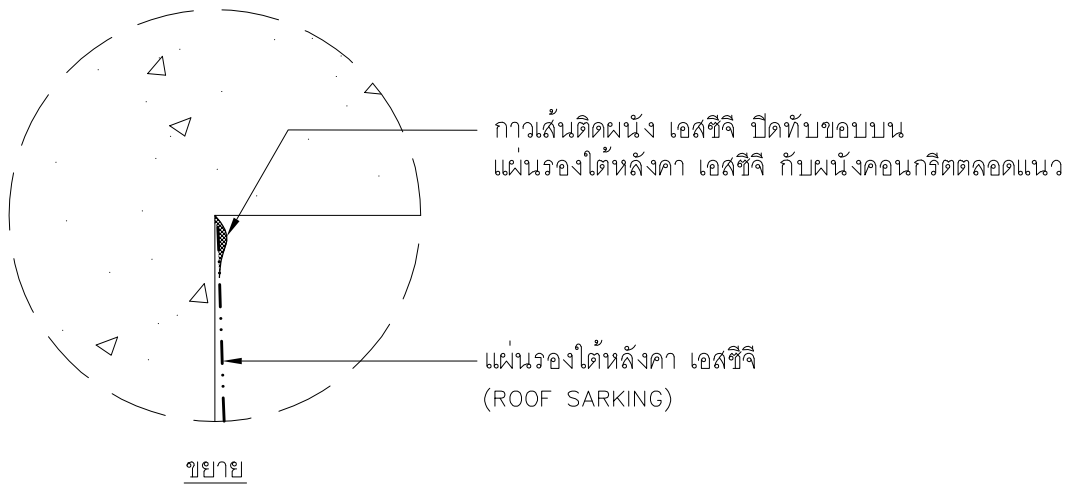 กาวเส้นติดผนัง เอสซีจี ปิดทับขอบบน
แผ่นรองใต้หลังคา เอสซีจี กับผนังคอนกรีตตลอดแนว
แผ่นรองใต้หลังคา เอสซีจี
(ROOF SARKING)
ขยาย